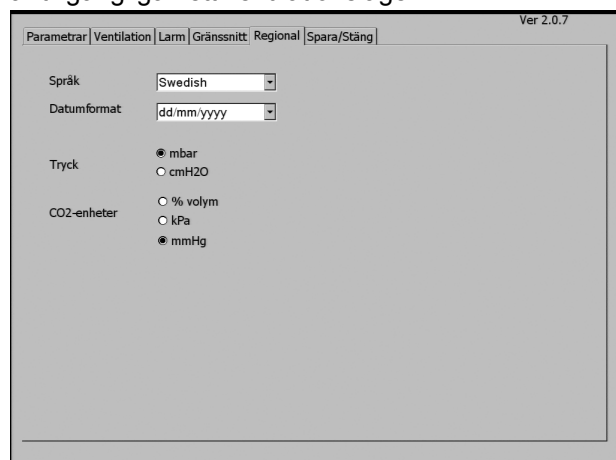 Ver 2.0.7
Parametrar Ventilation Larm Gränssnitt Regional Spara/Stäng
Språk Swedish
Datumformat dd/mm/yyyy
Tryck
mbar
cmH2O
CO2-enheter
% volym
kPa
mmHg